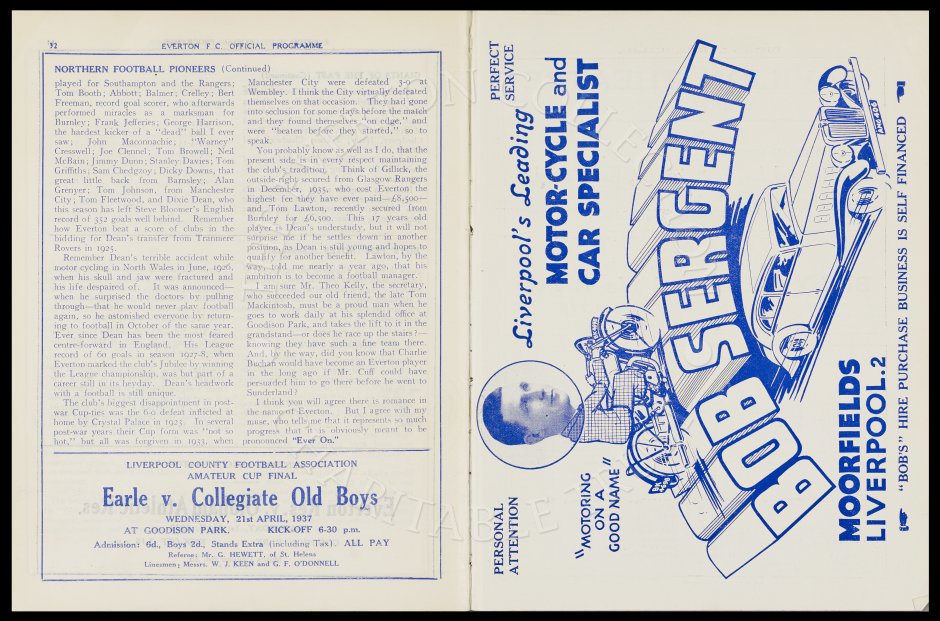 32
EVERTON F.C. OFFICIAL PROGRAMME
NORTHERN FOOTBALL PIONEERS (Continued)
played for Southampton and the Rangers;
Tom Booth; Abbott; Balmer; Crelley; Bert
Freeman, record goal scorer, who afterwards
performed miracles as a marksman for
Burnley; Frank Jefferies; George Harrison,
the hardest kicker of a "dead" ball I ever
saw; John Maconnachie; "Warney"
Cresswell; Joe Clennel; Tom Browell; Neil
McBain; Jimmy Dunn; Stanley Davies; Tom
Griffiths; Sam Chedgzoy; Dicky Downs, that
great little back from Barnsley; Alan
Grenyer; Tom Johnson, from Manchester
City; Tom Fleetwood, and Dixie Dean, who
this season has left Steve Bloomer's English
record of 352 goals well behind. Remember
how Everton beat a score of clubs in the
bidding for Dean's transfer from Tranmere
Rovers in 1925.
Remember Dean's terrible accident while
motor cycling in North Wales in June, 1926,
when his skull and jaw were fractured and
his life despaired of. It was announced—
when he surprised the doctors by pulling
through—that he would never play football
again, so he astonished everyone by return-
ing to football in October of the same year.
Ever since Dean has been the most feared
centre-forward in England. His League
record of 60 goals in season 1927-8, when
Everton marked the club's Jubilee by winning
the League championship, was but part of a
career still in its heyday. Dean's headwork
with a football is still unique.
The club's biggest disappointment in post-
war Cup-ties was the 6-0 defeat inflicted at
home by Crystal Palace in 1925. In several
post-war years their Cup form was "not so
hot," but all was forgiven in 1933, when
Manchester City were defeated 3-0 at
Wembley. I think the City virtually defeated
themselves on that occasion. They had gone
into seclusion for some days before the match
and they found themselves "on edge," and
were "beaten before they started," so to
speak.
You probably know as well as I do, that the
present side is in every respect maintaining
the club's tradition. Think of Gillick, the
outside-right secured from Glasgow Rangers
in December, 1935, who cost Everton the
highest fee they have ever paid—£8,500—
and Tom Lawton, recently secured from
Burnley for £6,500. This 17 years old
player is Dean's understudy, but it will not
surprise me if he settles down in another
position, as Dean is still young and hopes to
qualify for another benefit. Lawton, by the
way, told me nearly a year ago, that his
ambition is to become a football manager.
I am sure Mr. Theo Kelly, the secretary,
who succeeded our old friend, the late Tom
Mackintosh, must be a proud man when he
goes to work daily at his splendid office at
Goodison Park, and takes the lift to it in the
grandstand—or does he race up the stairs?—
knowing they have such a fine team there.
And, by the way, did you know that Charlie
Buchan would have become an Everton player
in the long ago if Mr. Cuff could have
persuaded him to go there before he went to
Sunderland?
I think you will agree there is romance in
the name of Everton. But I agree with my
muse, who tells me that it represents so much
progress that it is obviously meant to be
pronounced "Ever On."
LIVERPOOL COUNTY FOOTBALL ASSOCIATION
AMATEUR CUP FINAL
Earle v. Collegiate Old Boys
WEDNESDAY, 21st APRIL, 1937
AT GOODISON PARK. KICK-OFF 6-30 p.m.
Admission: 6d., Boys 2d., Stands Extra (including Tax). ALL PAY
Referee: Mr. G. HEWETT, of St. Helens
Linesmen: Messrs. W. J. KEEN and G. F. O'DONNELL
PERSONAL
ATTENTION
PERFECT
SERVICE
Liverpool's Leading
MOTOR-CYCLE and
CAR SPECIALIST
"MOTORING
ON A
GOOD NAME"
BOB SERGENT
MOORFIELDS
LIVERPOOL.2
"BOB'S" HIRE PURCHASE BUSINESS IS SELF FINANCED